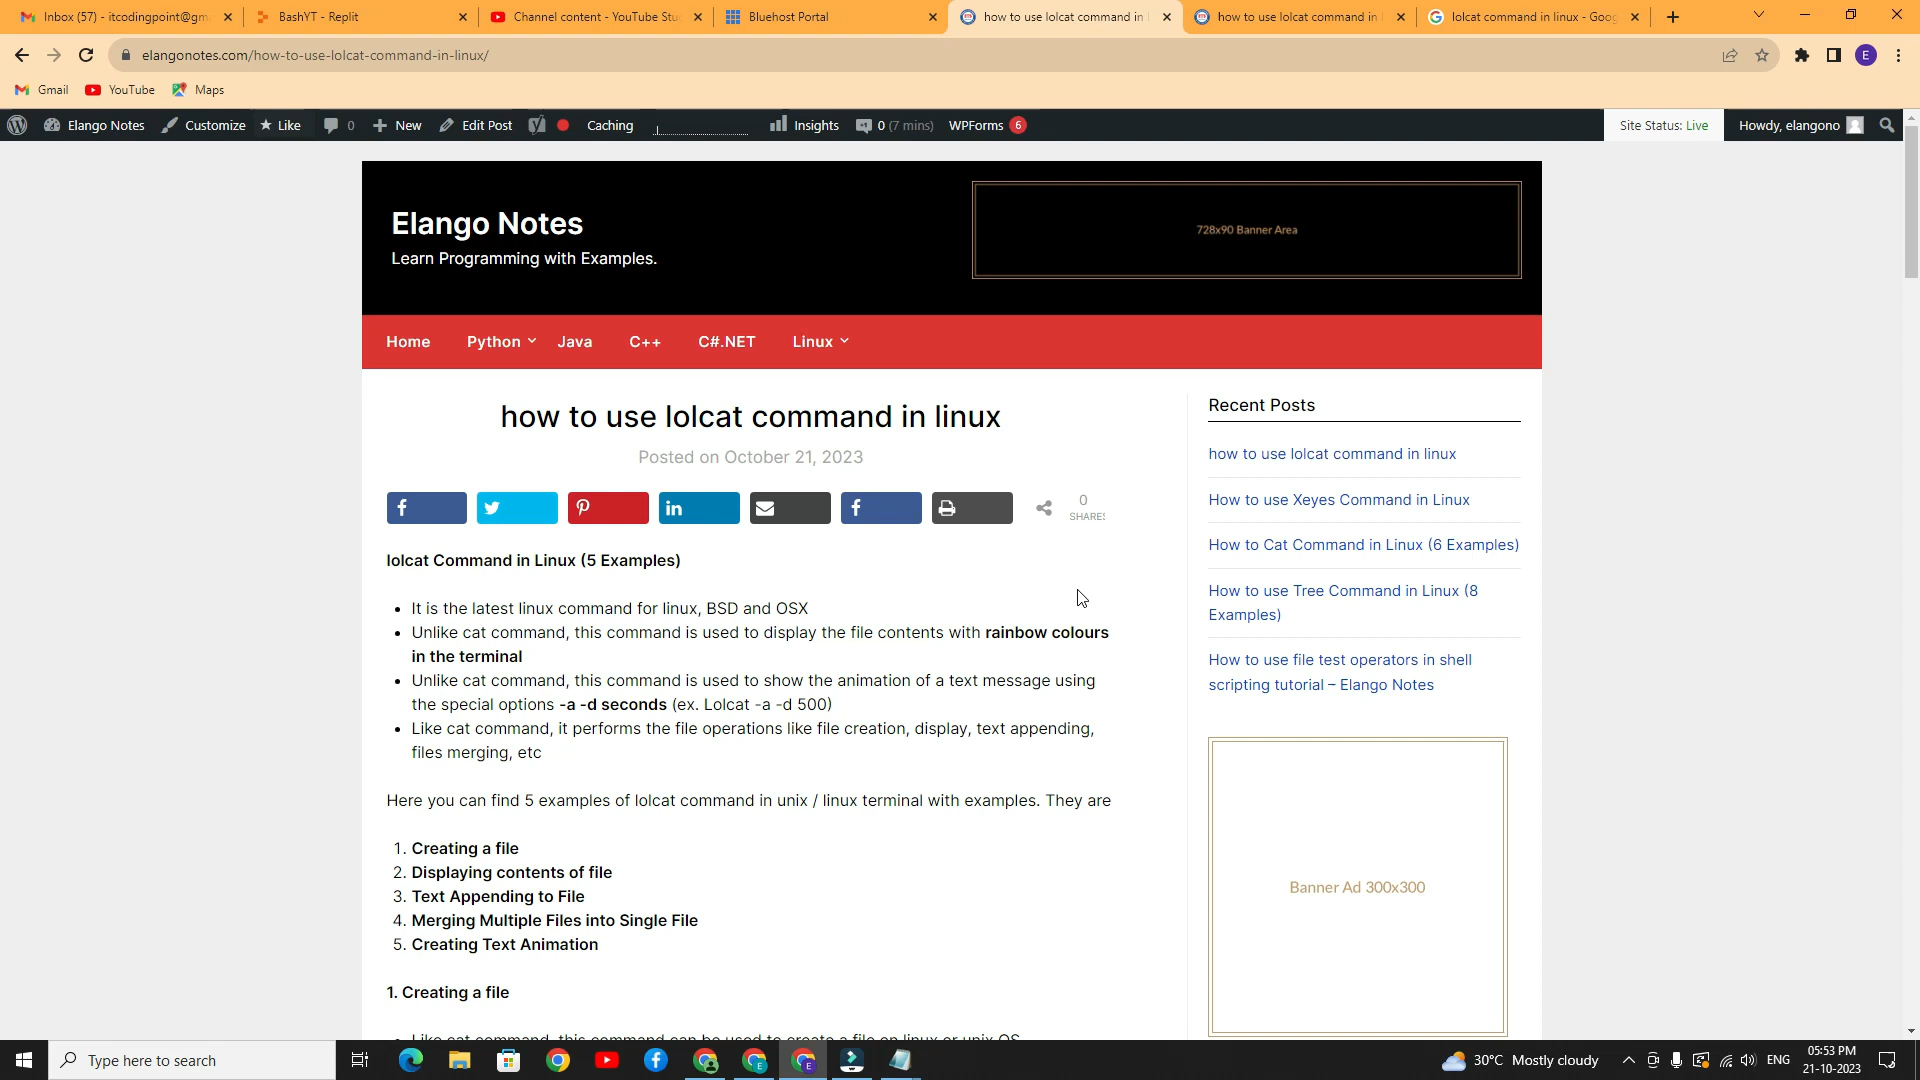 Inbox (57) - itcodingpoint@gm
BashYT - Replit
Channel content - YouTube Stu
Bluehost Portal
how to use lolcat command in
how to use lolcat command in
lolcat command in linux - Goog
elangonotes.com/how-to-use-lolcat-command-in-linux/
E
Gmail
YouTube
Maps
Elango Notes
Customize
Like
0
New
Edit Post
Caching
Insights
0 (7 mins)
WPForms 6
Site Status: Live
Howdy, elangono
Elango Notes
Learn Programming with Examples.
728x90 Banner Area
Home
Python
Java
C++
C#.NET
Linux
how to use lolcat command in linux
Posted on October 21, 2023
0
SHARES
lolcat Command in Linux (5 Examples)
• It is the latest linux command for linux, BSD and OSX
• Unlike cat command, this command is used to display the file contents with rainbow colours
in the terminal
• Unlike cat command, this command is used to show the animation of a text message using
the special options -a -d seconds (ex. Lolcat -a -d 500)
• Like cat command, it performs the file operations like file creation, display, text appending,
files merging, etc
Here you can find 5 examples of lolcat command in unix / linux terminal with examples. They are
1. Creating a file
2. Displaying contents of file
3. Text Appending to File
4. Merging Multiple Files into Single File
5. Creating Text Animation
1. Creating a file
• Like cat command, this command can be used to create a file on linux or unix OS
Recent Posts
how to use lolcat command in linux
How to use Xeyes Command in Linux
How to Cat Command in Linux (6 Examples)
How to use Tree Command in Linux (8
Examples)
How to use file test operators in shell
scripting tutorial – Elango Notes
Banner Ad 300x300
Type here to search
30°C Mostly cloudy
ENG
05:53 PM
21-10-2023